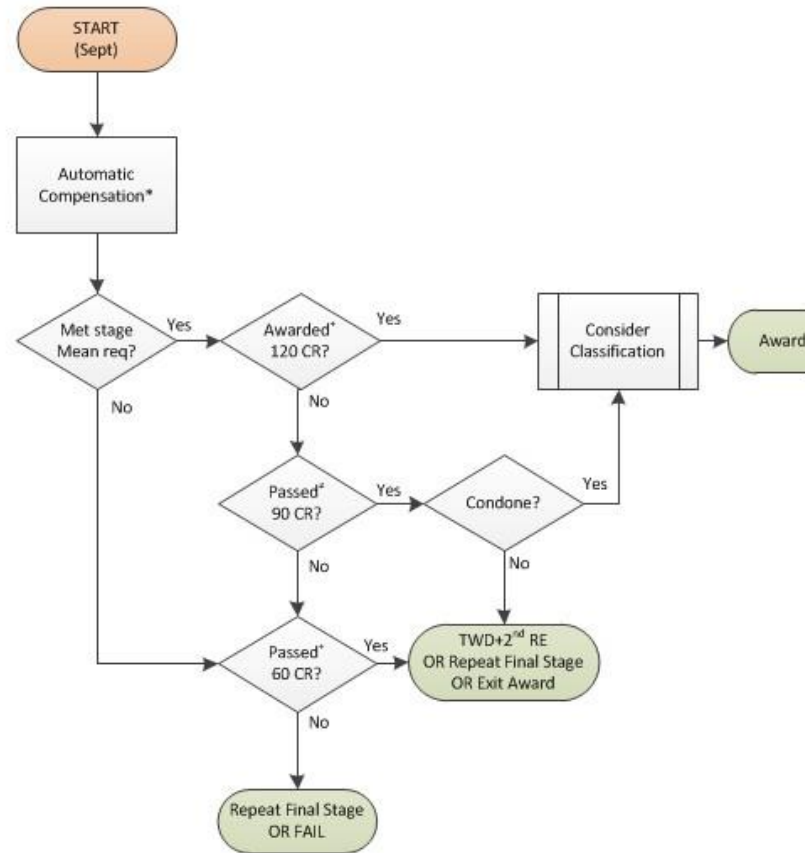 START
(Sept)
Automatic
Compensation*
Met stage
Mean req?
Yes
No
Awarded⁺
120 CR?
Yes
No
Consider
Classification
Award
Passed≠
90 CR?
Yes
No
Condone?
Yes
No
Passed⁺
60 CR?
Yes
No
TWD+2ⁿᵈ RE
OR Repeat Final Stage
OR Exit Award
Repeat Final Stage
OR FAIL